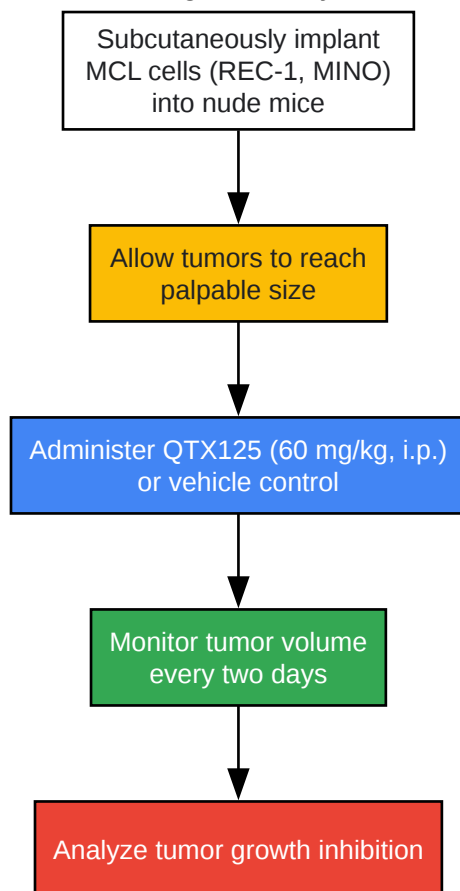 Subcutaneously implant
MCL cells (REC-1, MINO)
into nude mice
Allow tumors to reach
palpable size
Administer QTX125 (60 mg/kg, i.p.)
or vehicle control
Monitor tumor volume
every two days
Analyze tumor growth inhibition